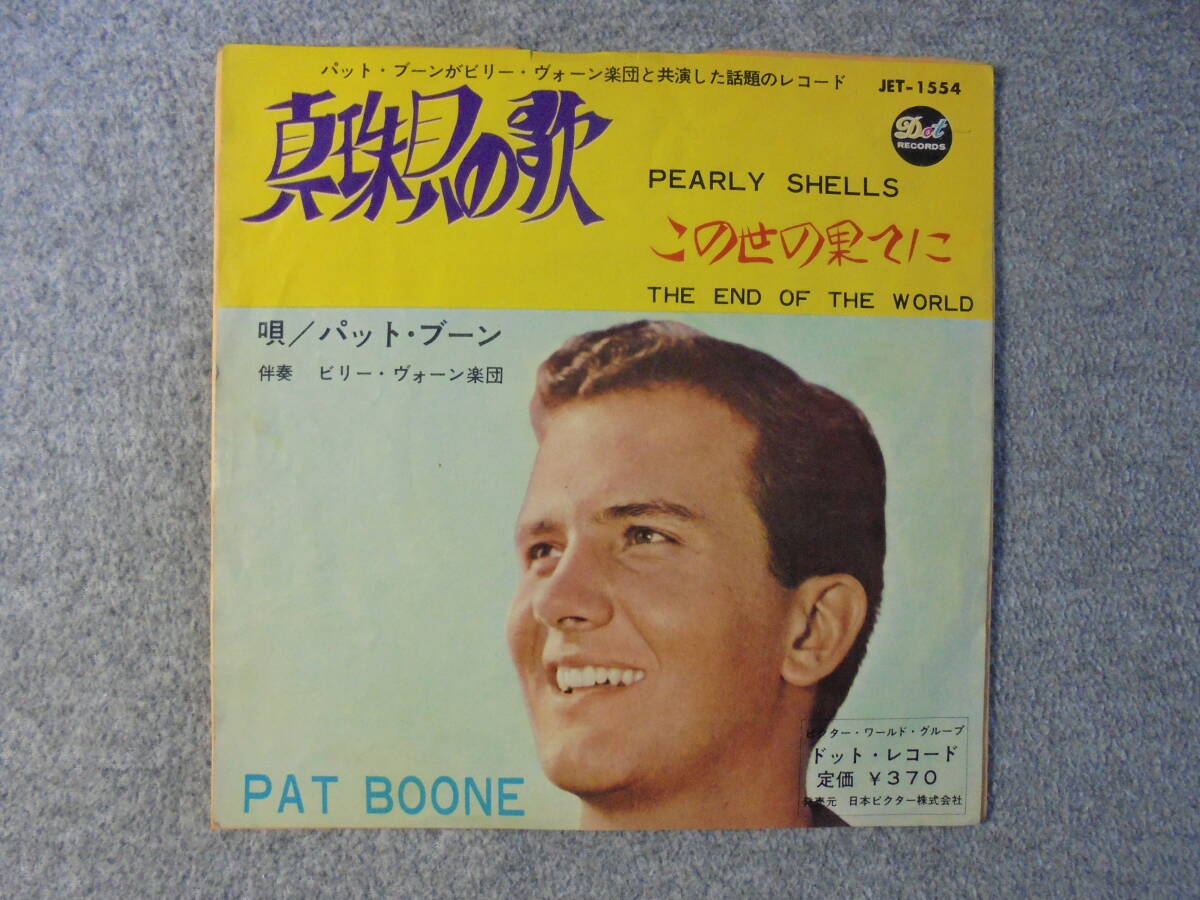 パット・ブーンがビリー・ヴォーン楽団と共演した話題のレコード
JET-1554
真珠貝の歌
Dot
RECORDS
PEARLY SHELLS
この世の果てに
THE END OF THE WORLD
唄／パット・ブーン
伴奏 ビリー・ヴォーン楽団
PAT BOONE
ビクター・ワールド・グループ
ドット・レコード
定価 ¥370
発売元 日本ビクター株式会社